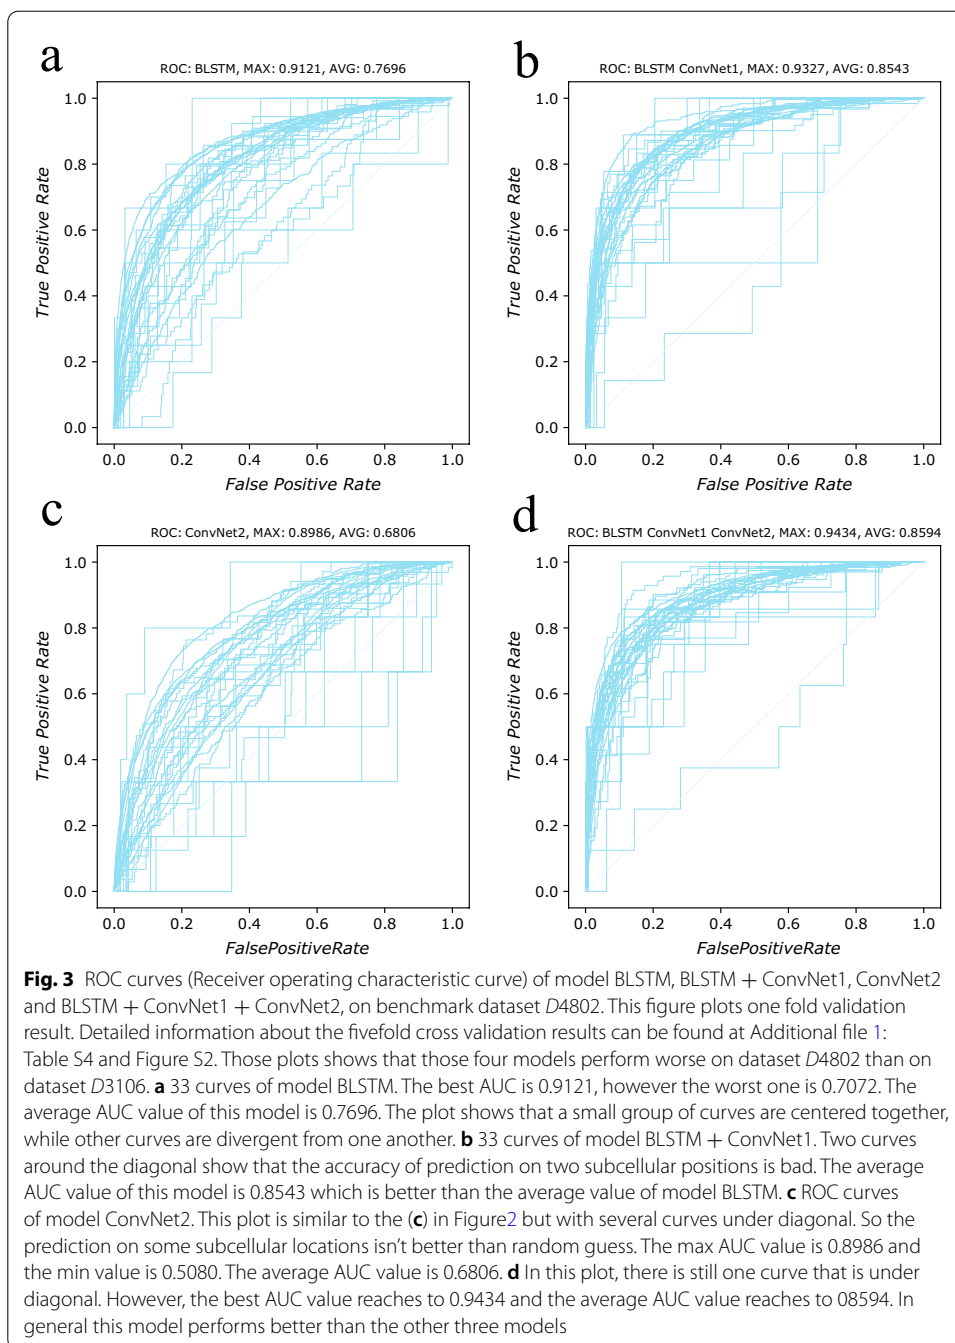 a
ROC: BLSTM, MAX: 0.9121, AVG: 0.7696
1.0
0.8
0.6
0.4
0.2
0.0
True Positive Rate
0.0 0.2 0.4 0.6 0.8 1.0
False Positive Rate
b
ROC: BLSTM ConvNet1, MAX: 0.9327, AVG: 0.8543
1.0
0.8
0.6
0.4
0.2
0.0
True Positive Rate
0.0 0.2 0.4 0.6 0.8 1.0
False Positive Rate
c
ROC: ConvNet2, MAX: 0.8986, AVG: 0.6806
1.0
0.8
0.6
0.4
0.2
0.0
True Positive Rate
0.0 0.2 0.4 0.6 0.8 1.0
FalsePositiveRate
d
ROC: BLSTM ConvNet1 ConvNet2, MAX: 0.9434, AVG: 0.8594
1.0
0.8
0.6
0.4
0.2
0.0
True Positive Rate
0.0 0.2 0.4 0.6 0.8 1.0
FalsePositiveRate
Fig. 3 ROC curves (Receiver operating characteristic curve) of model BLSTM, BLSTM + ConvNet1, ConvNet2
and BLSTM + ConvNet1 + ConvNet2, on benchmark dataset D4802. This figure plots one fold validation
result. Detailed information about the fivefold cross validation results can be found at Additional file 1:
Table S4 and Figure S2. Those plots shows that those four models perform worse on dataset D4802 than on
dataset D3106. a 33 curves of model BLSTM. The best AUC is 0.9121, however the worst one is 0.7072. The
average AUC value of this model is 0.7696. The plot shows that a small group of curves are centered together,
while other curves are divergent from one another. b 33 curves of model BLSTM + ConvNet1. Two curves
around the diagonal show that the accuracy of prediction on two subcellular positions is bad. The average
AUC value of this model is 0.8543 which is better than the average value of model BLSTM. c ROC curves
of model ConvNet2. This plot is similar to the (c) in Figure2 but with several curves under diagonal. So the
prediction on some subcellular locations isn't better than random guess. The max AUC value is 0.8986 and
the min value is 0.5080. The average AUC value is 0.6806. d In this plot, there is still one curve that is under
diagonal. However, the best AUC value reaches to 0.9434 and the average AUC value reaches to 08594. In
general this model performs better than the other three models